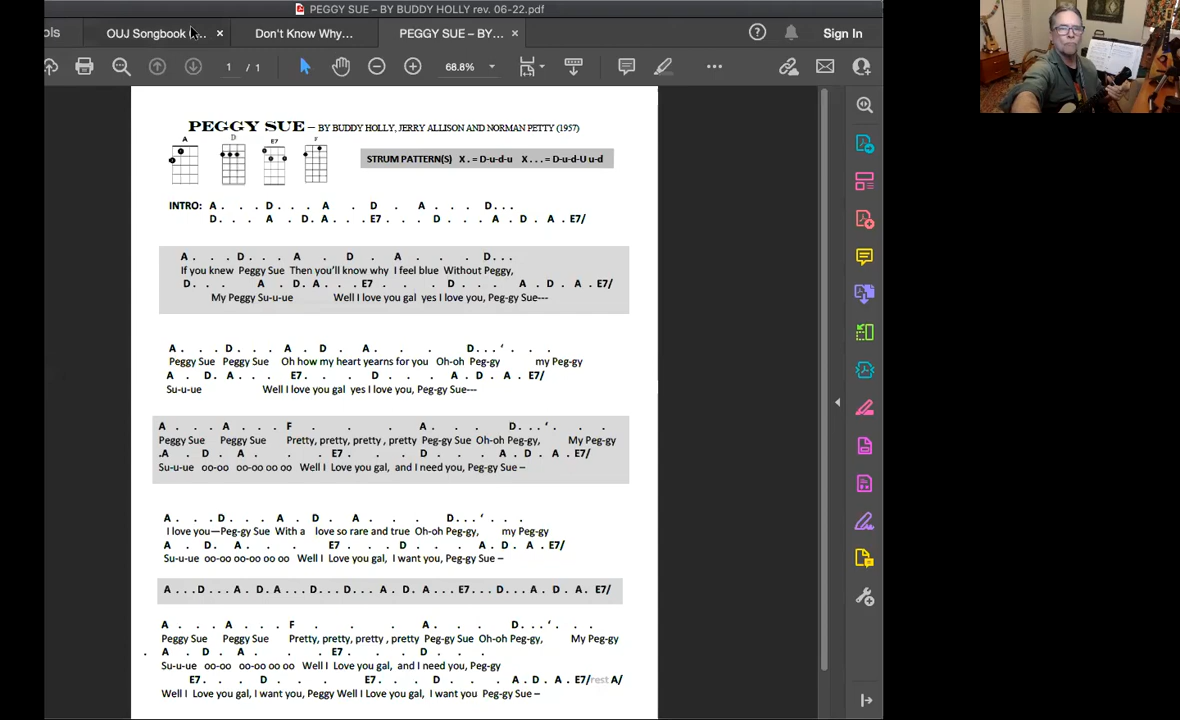 PEGGY SUE – BY BUDDY HOLLY rev. 06-22.pdf
ols OUJ Songbook (... × Don't Know Why... PEGGY SUE – BY... × Sign In
1 / 1 68.8%
PEGGY SUE – BY BUDDY HOLLY, JERRY ALLISON AND NORMAN PETTY (1957)
A D E7 F
STRUM PATTERN(S) X . = D-u-d-u X . . . = D-u-d-U u-d
INTRO: A . . . D . . . A . D . A . . . D . . .
D . . . A . D . A . . . E7 . . . D . . . A . D . A . E7/
A . . . D . . . A . D . A . . . D . . .
If you knew Peggy Sue Then you'll know why I feel blue Without Peggy,
D . . . A . D . A . . . E7 . . . D . . . A . D . A . E7/
My Peggy Su-u-ue Well I love you gal yes I love you, Peg-gy Sue---
A . . . D . . . A . D . A . . . D . . . ‘ . . .
Peggy Sue Peggy Sue Oh how my heart yearns for you Oh-oh Peg-gy my Peg-gy
A . D . A . . . E7 . . . D . . . A . D . A . E7/
Su-u-ue Well I love you gal yes I love you, Peg-gy Sue---
A . . . A . . . F . . . A . . . D . . . ‘ . . .
Peggy Sue Peggy Sue Pretty, pretty, pretty , pretty Peg-gy Sue Oh-oh Peg-gy, My Peg-gy
.A . D . A . . . E7 . . . D . . . A . D . A . E7/
Su-u-ue oo-oo oo-oo oo oo Well I Love you gal, and I need you, Peg-gy Sue –
A . . . D . . . A . D . A . . . D . . . ‘ . . .
I love you—Peg-gy Sue With a love so rare and true Oh-oh Peg-gy, my Peg-gy
A . D . A . . . E7 . . . D . . . A . D . A . E7/
Su-u-ue oo-oo oo-oo oo oo Well I Love you gal, I want you, Peg-gy Sue –
A . . . D . . . A . D . A . . . D . . . D . . . A . D . A . . . E7 . . . D . . . A . D . A . E7/
A . . . A . . . F . . . A . . . D . . . ‘ . . .
Peggy Sue Peggy Sue Pretty, pretty, pretty , pretty Peg-gy Sue Oh-oh Peg-gy, My Peg-gy
. A . D . A . . . E7 . . . D . . .
Su-u-ue oo-oo oo-oo oo oo Well I Love you gal, and I need you, Peg-gy
E7 . . . D . . . E7 . . . D . . . A . D . A . E7/rest A/
Well I Love you gal, I want you, Peggy Well I Love you gal, I want you Peg-gy Sue –